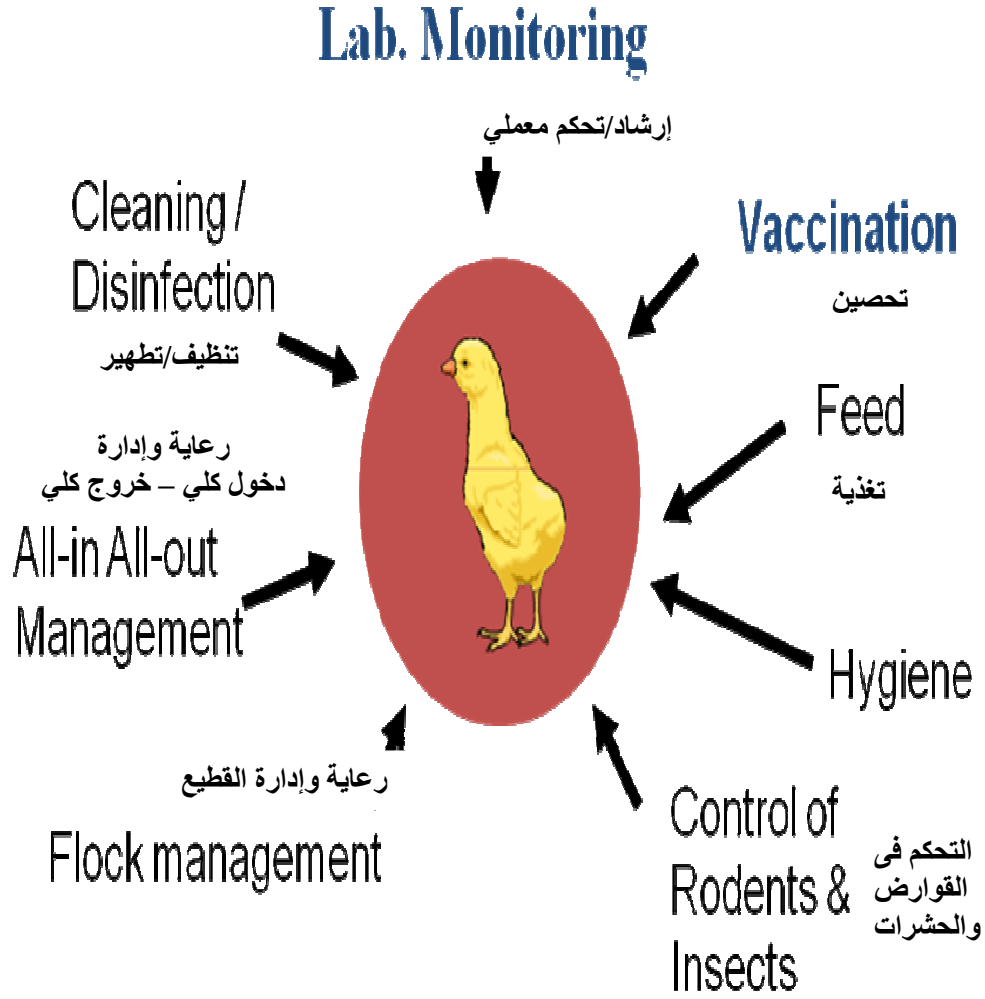 Lab. Monitoring
إرشاد/تحكم معملي
Cleaning /
Disinfection
تنظيف/تطهير
Vaccination
تحصين
Feed
تغذية
رعاية وإدارة
دخول كلي – خروج كلي
All-in All-out
Management
Hygiene
رعاية وإدارة القطيع
Flock management
Control of
Rodents &
Insects
التحكم فى
القوارض
والحشرات